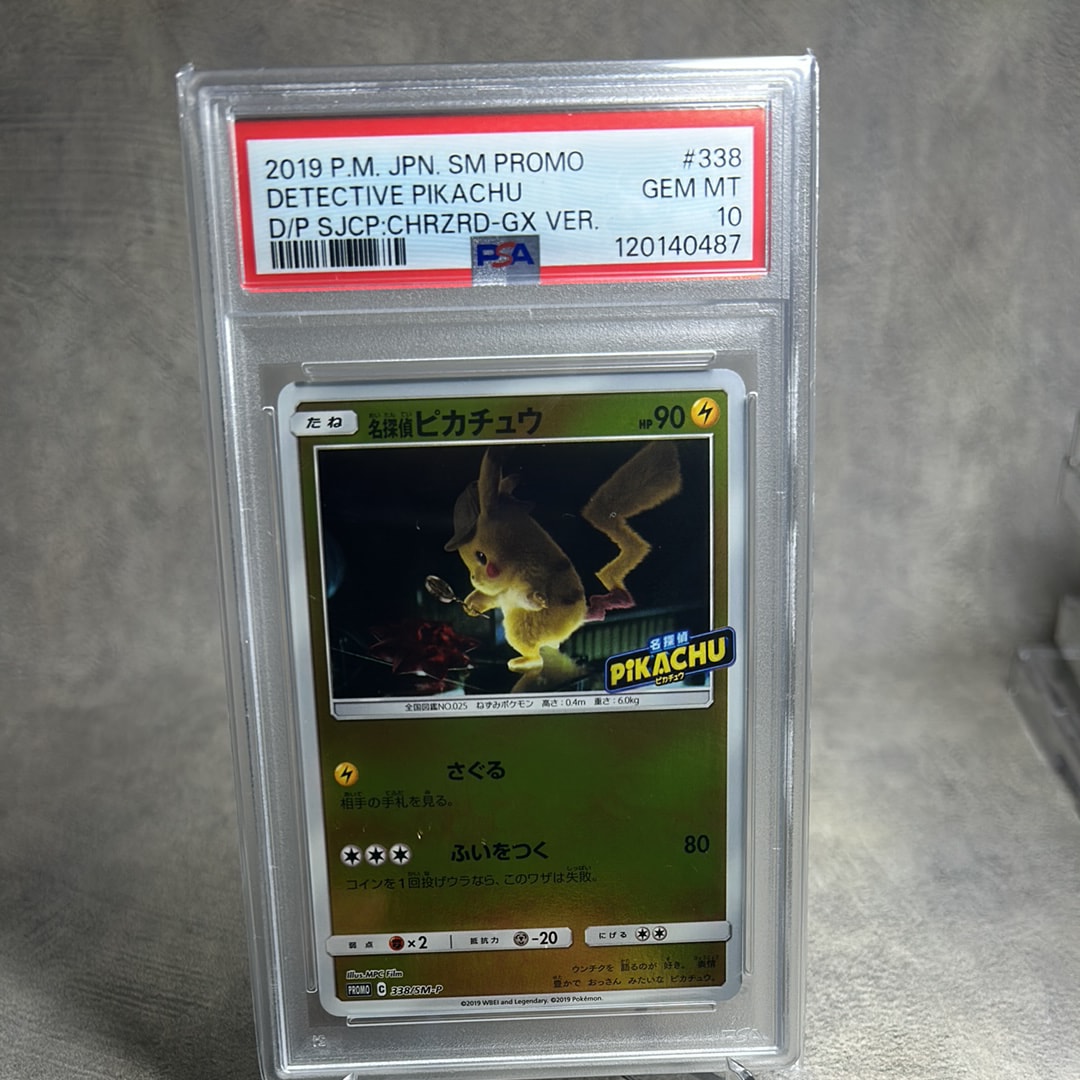 2019 P.M. JPN. SM PROMO #338
DETECTIVE PIKACHU GEM MT
D/P SJCP:CHRZRD-GX VER. 10
PSA 120140487
たね 名探偵ピカチュウ HP 90
名探偵
PIKACHU
ピカチュウ
全国図鑑NO.025 ねずみポケモン 高さ:0.4m 重さ:6.0kg
さぐる
相手の手札を見る。
ふいをつく 80
コインを1回投げウラなら、このワザは失敗。
弱点 ×2 抵抗力 -20 にげる
Illus.MPC Film
ウンチクを 語るのが 好き。 表情
豊かで おっさん みたいな ピカチュウ。
PROMO C 338/SM-P
©2019 WBEI and Legendary. ©2019 Pokémon.